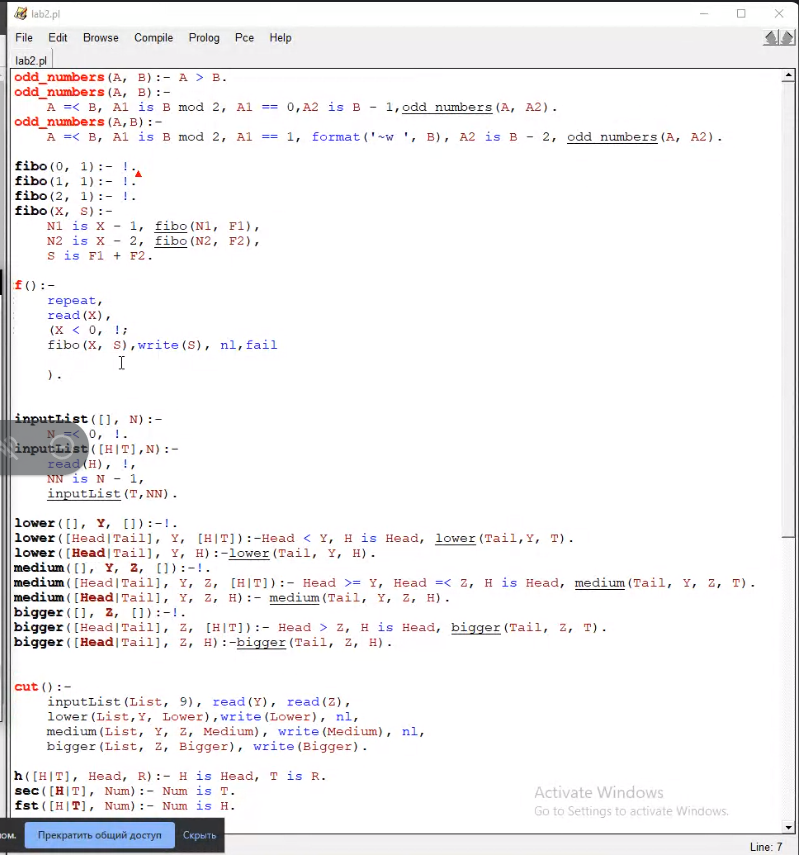 lab2.pl
File Edit Browse Compile Prolog Pce Help
lab2.pl
odd_numbers(A, B):- A > B.
odd_numbers(A, B):-
    A =< B, A1 is B mod 2, A1 == 0,A2 is B - 1,odd_numbers(A, A2).
odd_numbers(A,B):-
    A =< B, A1 is B mod 2, A1 == 1, format('~w ', B), A2 is B - 2, odd_numbers(A, A2).
fibo(0, 1):- !.
fibo(1, 1):- !.
fibo(2, 1):- !.
fibo(X, S):-
    N1 is X - 1, fibo(N1, F1),
    N2 is X - 2, fibo(N2, F2),
    S is F1 + F2.
f():-
    repeat,
    read(X),
    (X < 0, !;
    fibo(X, S),write(S), nl,fail
    ).
inputList([], N):-
    N =< 0, !.
inputList([H|T],N):-
    read(H), !,
    NN is N - 1,
    inputList(T,NN).
lower([], Y, []):-!.
lower([Head|Tail], Y, [H|T]):-Head < Y, H is Head, lower(Tail,Y, T).
lower([Head|Tail], Y, H):-lower(Tail, Y, H).
medium([], Y, Z, []):-!.
medium([Head|Tail], Y, Z, [H|T]):- Head >= Y, Head =< Z, H is Head, medium(Tail, Y, Z, T).
medium([Head|Tail], Y, Z, H):- medium(Tail, Y, Z, H).
bigger([], Z, []):-!.
bigger([Head|Tail], Z, [H|T]):- Head > Z, H is Head, bigger(Tail, Z, T).
bigger([Head|Tail], Z, H):-bigger(Tail, Z, H).
cut():-
    inputList(List, 9), read(Y), read(Z),
    lower(List,Y, Lower),write(Lower), nl,
    medium(List, Y, Z, Medium), write(Medium), nl,
    bigger(List, Z, Bigger), write(Bigger).
h([H|T], Head, R):- H is Head, T is R.
sec([H|T], Num):- Num is T.
fst([H|T], Num):- Num is H.
Activate Windows
Go to Settings to activate Windows.
Прекратить общий доступ Скрыть
Line: 7